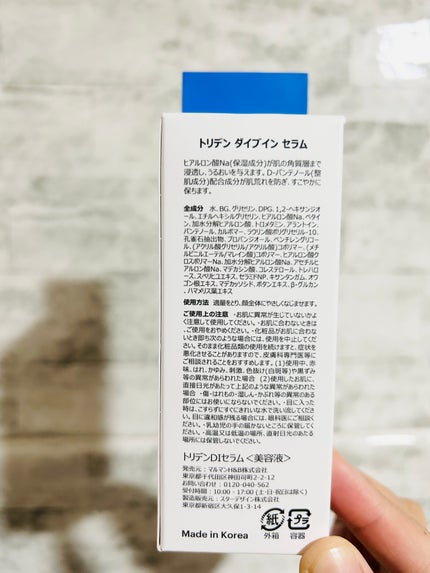 トリデン ダイブイン セラム
ヒアルロン酸Na(保湿成分)が肌の角質層まで
浸透し、うるおいを与えます。D-パンテノール(整
肌成分)配合成分が肌荒れを防ぎ、すこやかに
保ちます。
全成分 水、BG、グリセリン、DPG、1,2-ヘキサンジオ
ール、エチルヘキシルグリセリン、ヒアルロン酸Na、ベタイ
ン、加水分解ヒアルロン酸、トロメタミン、アラントイン、
パンテノール、カルボマー、ラウリン酸ポリグリセリル-10、
孔雀石抽出物、プロパンジオール、ペンチレングリコー
ル、(アクリル酸グリセリル/アクリル酸)コポリマー、(メチ
ルビニルエーテル/マレイン酸)コポリマー、ヒアルロン酸ク
ロスポリマーNa、加水分解ヒアルロン酸Na、アセチルヒ
アルロン酸Na、マデカシン酸、コレステロール、トレハロ
ース、スベリヒユエキス、セラミドNP、キサンタンガム、オウ
ゴン根エキス、マデカッソシド、ボタンエキス、β-グルカン
、ハマメリス葉エキス
使用方法 適量をとり、顔全体にやさしくなじませます。
ご使用上の注意 ・お肌に異常が生じていないかよ
く注意して使用してください。・お肌に合わないときは
、ご使用をおやめください。・化粧品がお肌に合わな
いとき即ち次のような場合には、使用を中止してくだ
さい。そのまま化粧品類の使用を続けますと、症状を
悪化させることがありますので、皮膚科専門医等に
ご相談されることをおすすめします。(1)使用中、赤
味、はれ、かゆみ、刺激、色抜け(白斑等)や黒ずみ
等の異常があらわれた場合 (2)使用したお肌に、
直接日光があたって上記のような異常があらわれた
場合 ・傷・はれもの・湿しん・かぶれ等の異常のある
部位にはお使いにならないでください。・目に入った
時は、こすらずにすぐきれいな水で洗い流してくださ
い。目に違和感が残る場合には、眼科医にご相談く
ださい。・乳幼児の手の届かないところに保管してく
ださい。・高温又は低温の場所、直射日光のあたる
場所には保管しないでください。
トリデンDIセラム<美容液>
発売元:マルマンH&B株式会社
東京都千代田区神田司町2-2-12
お問い合わせ:0120-040-562
受付時間:10:00 - 17:00 (土・日・祝日は除く)
製造販売元:スターデザイン株式会社
東京都新宿区大久保1-3-14
Made in Korea
紙
外箱
プラ
容器